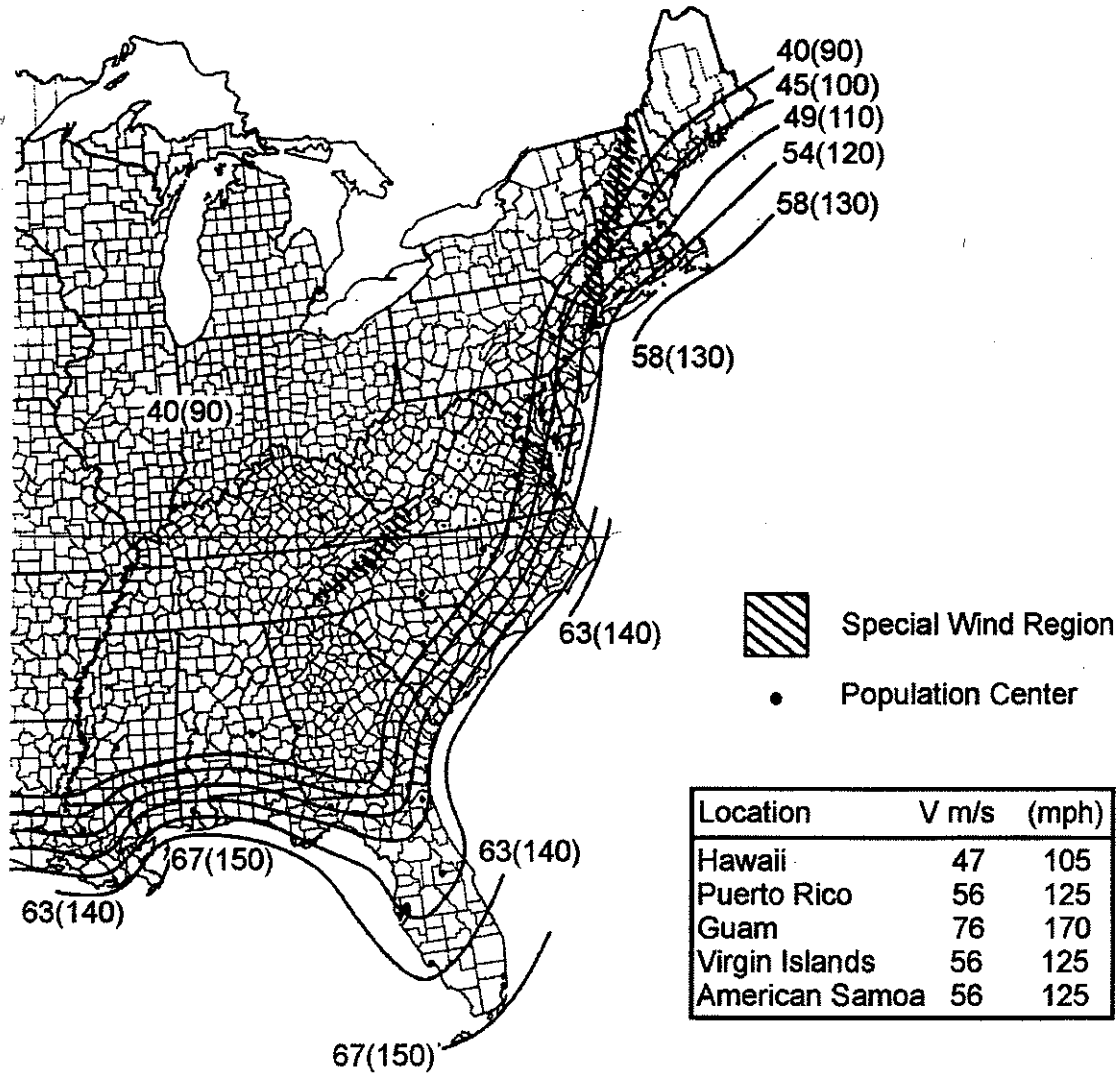 40(90)
45(100)
49(110)
54(120)
58(130)
58(130)
40(90)
63(140)
Special Wind Region
Population Center
67(150)
63(140)
63(140)
67(150)
Location V m/s (mph)
Hawaii 47 105
Puerto Rico 56 125
Guam 76 170
Virgin Islands 56 125
American Samoa 56 125